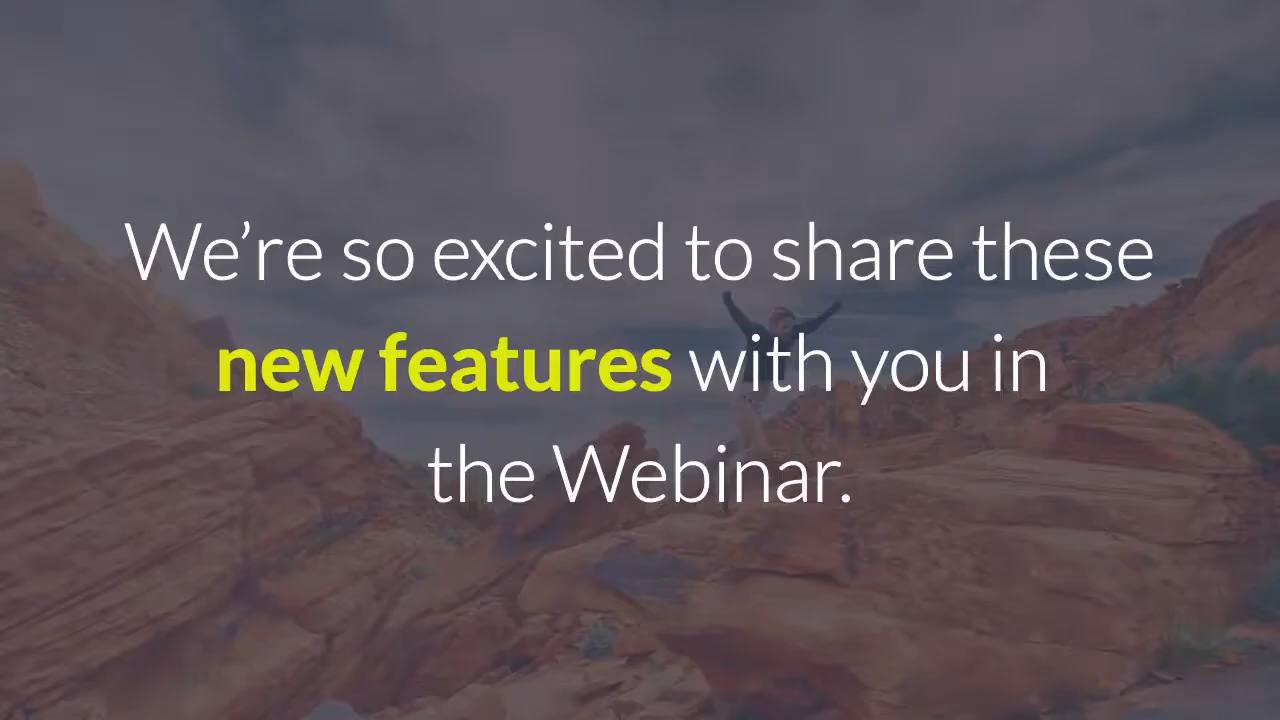 We’re so excited to share these
new features with you in
the Webinar.